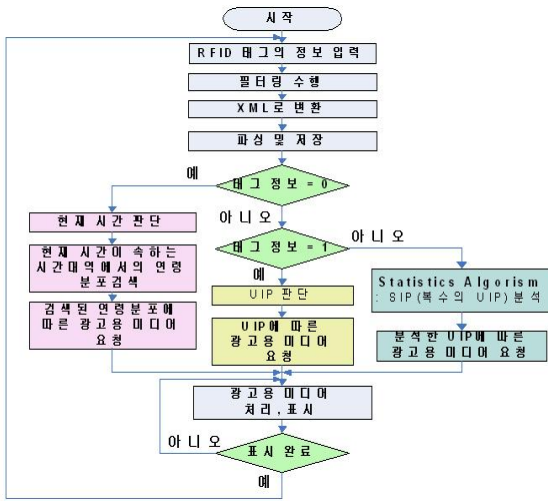 시작
RFID 태그의 정보 입력
필터링 수행
XML로 변환
파싱 및 저장
태그 정보 = 0
예
아니오
현재 시간 판단
현재 시간이 속하는
시간대역에서의 연령
분포검색
검색된 연령분포에
따른 광고용 미디어
요청
태그 정보 = 1
예
아니오
UIP 판단
UIP에 따른
광고용 미디어
요청
Statistics Algorism
: SIP(복수의 UIP) 분석
분석한 UIP에 따른
광고용 미디어 요청
광고용 미디어
처리, 표시
아니오
표시 완료
예